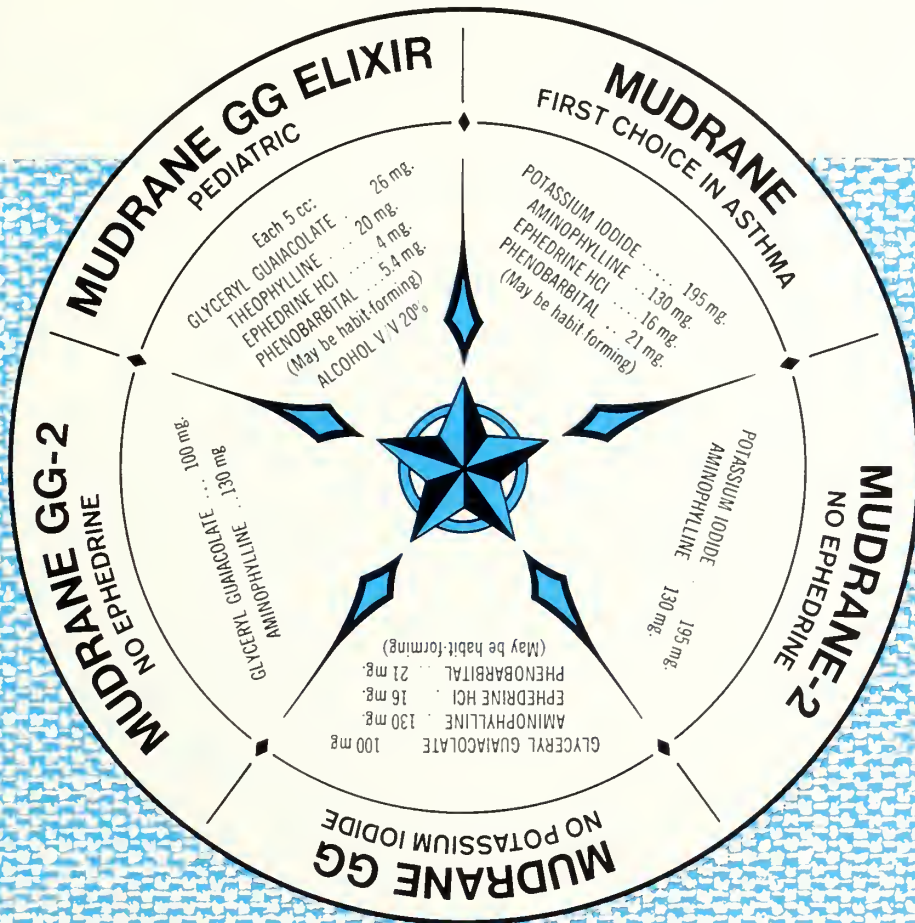 MUDRANE
FIRST CHOICE IN ASTHMA
POTASSIUM IODIDE .... 195 mg.
AMINOPHYLLINE .. 130 mg.
EPHEDRINE HCl .... 16 mg.
PHENOBARBITAL .. 21 mg.
(May be habit-forming)
MUDRANE-2
NO EPHEDRINE
POTASSIUM IODIDE . 195 mg.
AMINOPHYLLINE . 130 mg.
MUDRANE GG
NO POTASSIUM IODIDE
GLYCERYL GUAIACOLATE 100 mg
AMINOPHYLLINE . 130 mg.
EPHEDRINE HCl . 16 mg.
PHENOBARBITAL .. 21 mg.
(May be habit-forming)
MUDRANE GG-2
NO EPHEDRINE
GLYCERYL GUAIACOLATE ... 100 mg.
AMINOPHYLLINE . 130 mg
MUDRANE GG ELIXIR
PEDIATRIC
Each 5 cc:
GLYCERYL GUAIACOLATE . 26 mg.
THEOPHYLLINE .... 20 mg.
EPHEDRINE HCl ..... 4 mg.
PHENOBARBITAL .... 5.4 mg.
(May be habit-forming)
ALCOHOL V/V 20%